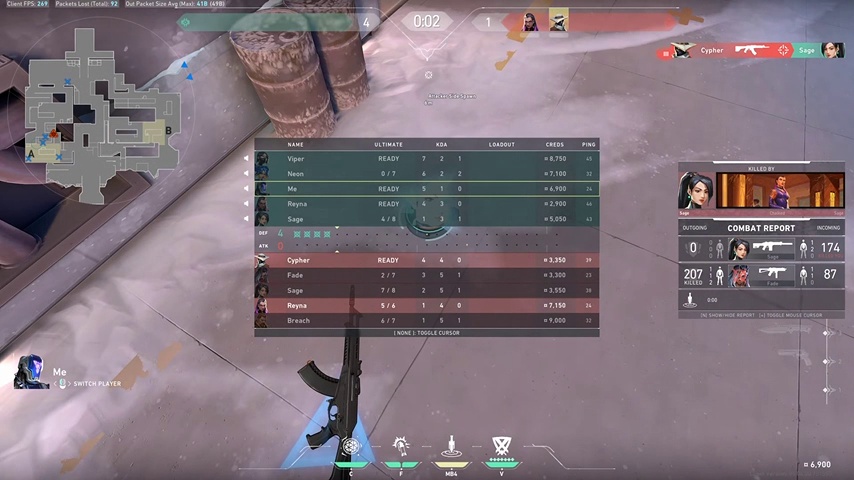 Client FPS: 269 Packets Lost (Total): 92 Out Packet Size Avg (Max): 41B (49B)
4 0:02 1
Cypher Sage
Attacker Side Spawn
A
B
NAME ULTIMATE KDA LOADOUT CREDS PING
Viper READY 7 2 1 8,750 45
Neon 0/7 6 2 2 7,100 32
Me READY 5 1 0 6,900 24
Reyna READY 4 3 0 2,900
Sage 4/8 1 3 5,050 43
DEF 4
ATK 0
Cypher READY 4 4 0 3,350 39
Fade 2/7 3 5 1 3,300 23
Sage 7/8 2 5 1 3,550
Reyna 5/6 1 4 0 7,150 24
Breach 6/7 1 5 1 9,000 32
[ NONE ]: TOGGLE CURSOR
KILLED BY
Sage
OUTGOING COMBAT REPORT INCOMING
0 Sage 174
207 KILLED Fade 87
0:00
[N] SHOW/HIDE REPORT TOGGLE MOUSE CURSOR
Me
SWITCH PLAYER
C F MB4 V
6,900